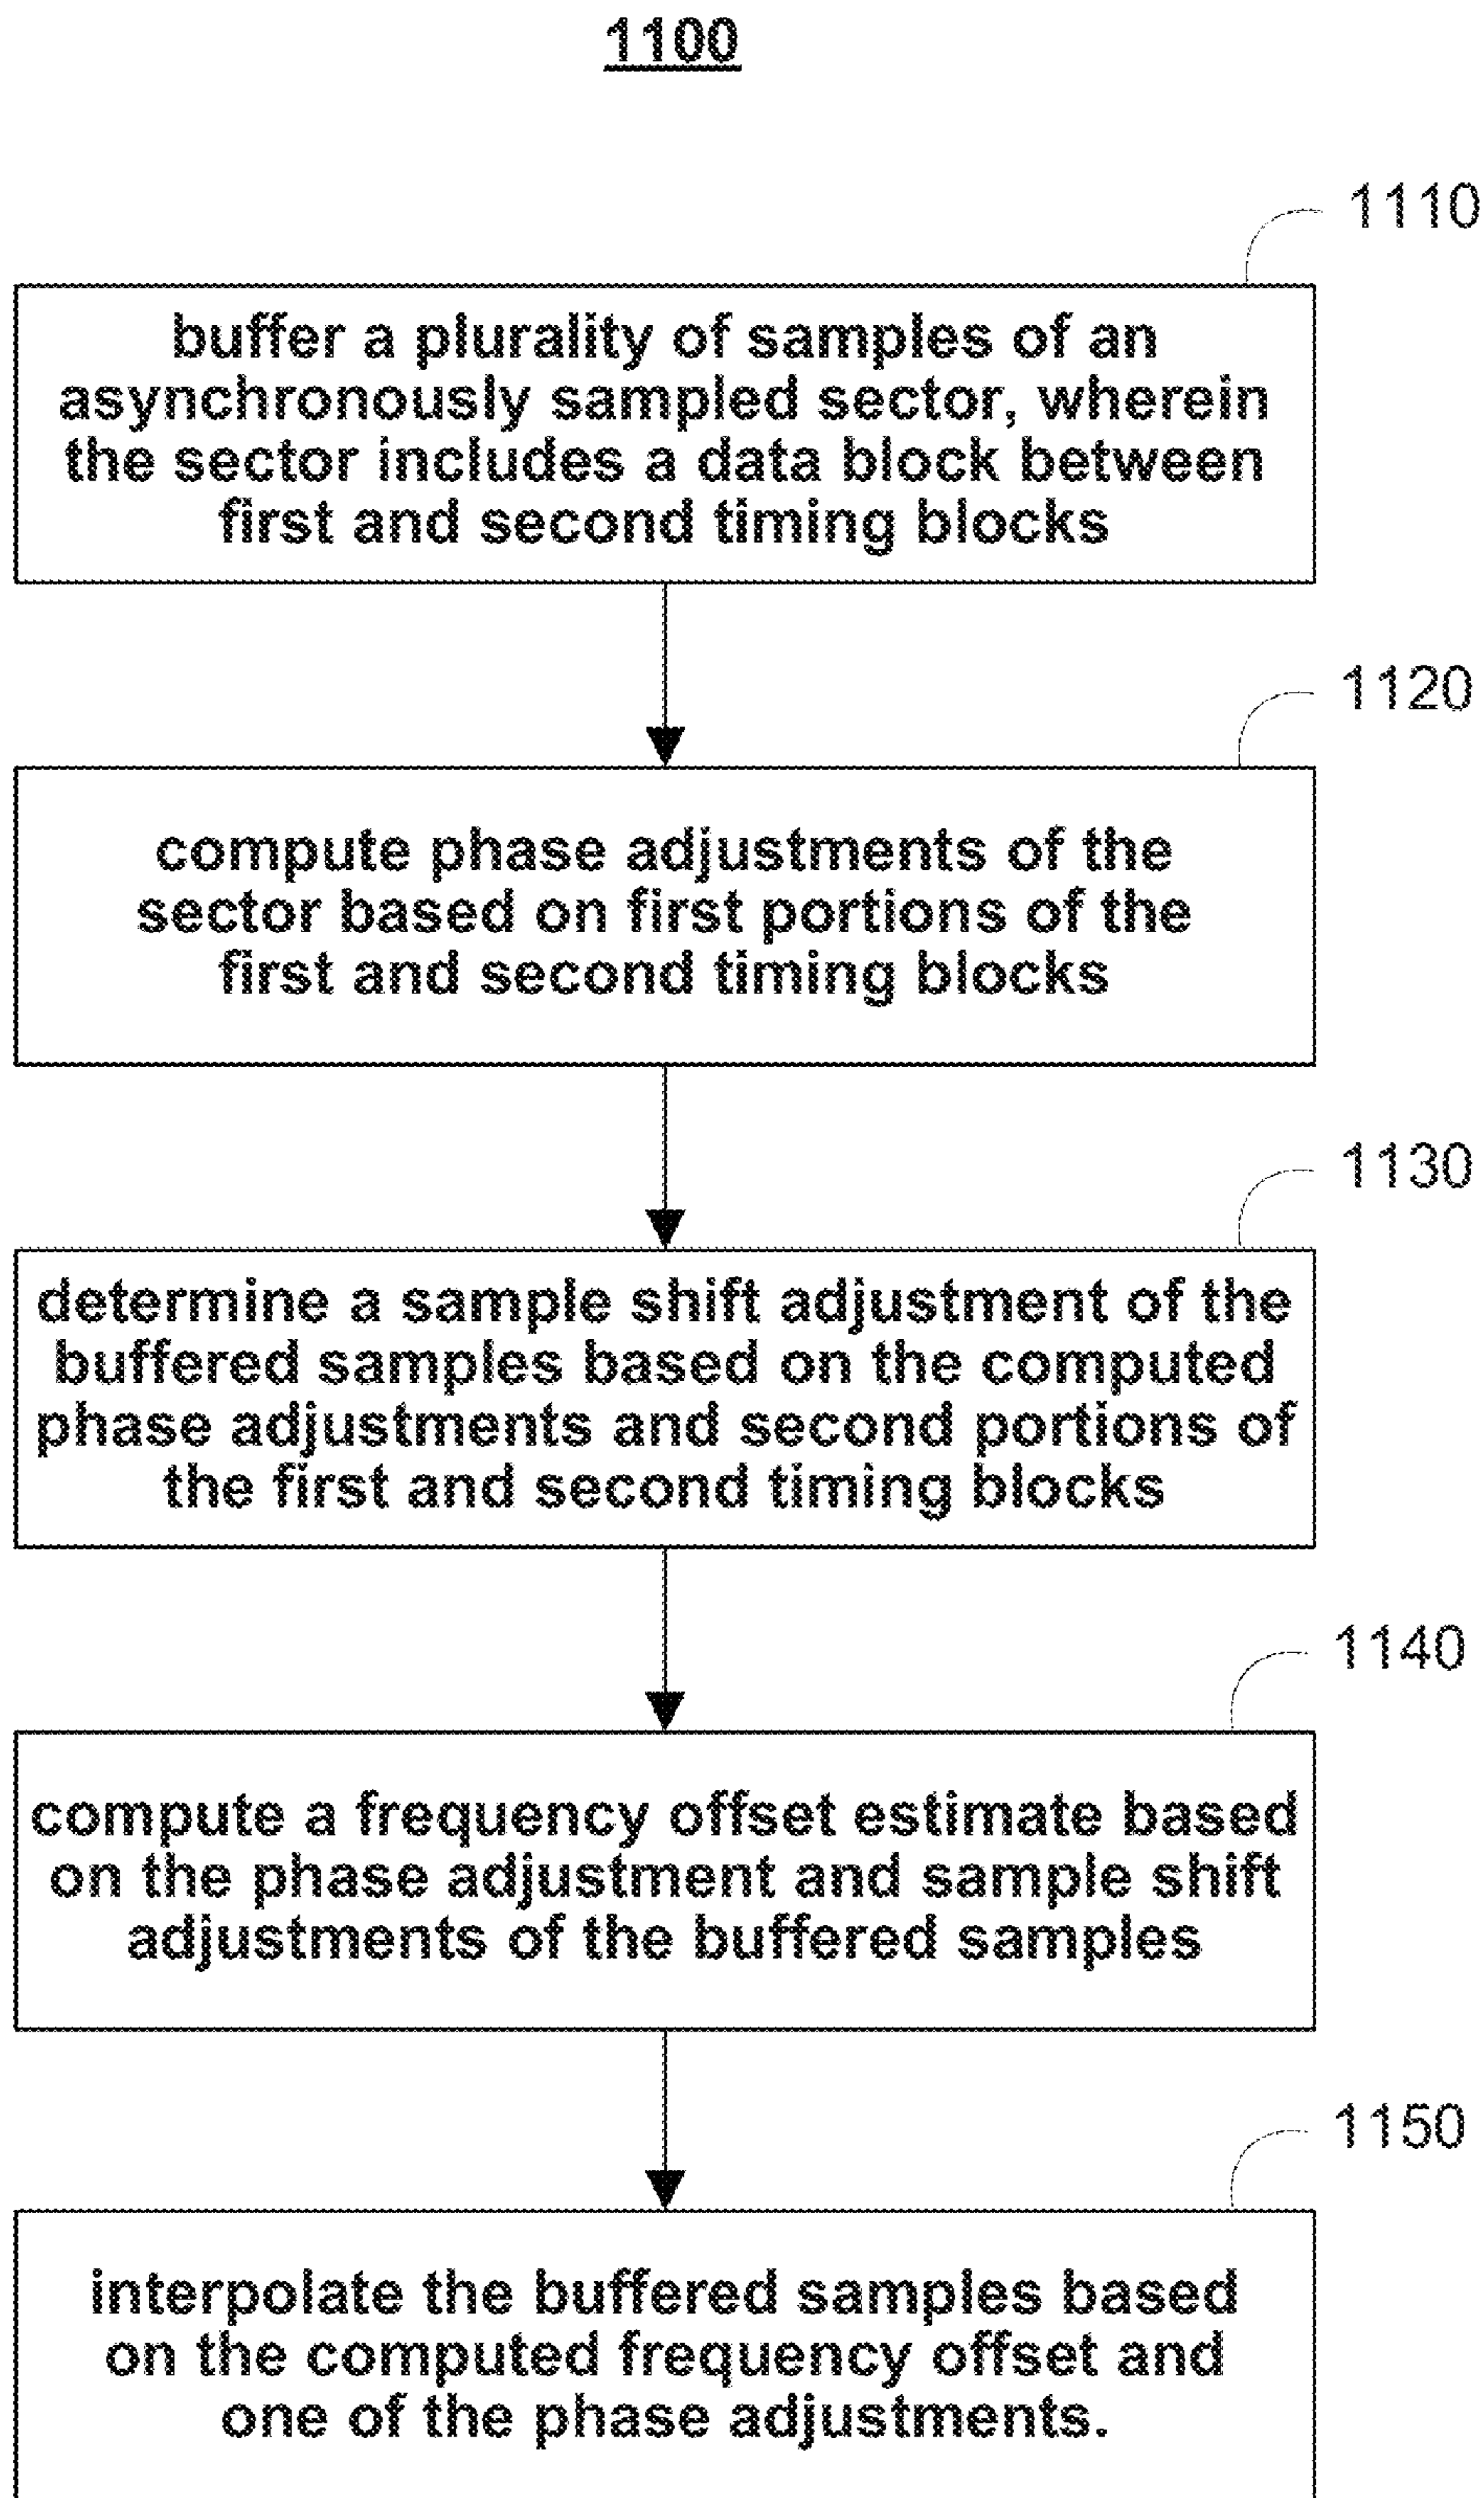 1100
1110
buffer a plurality of samples of an
asynchronously sampled sector, wherein
the sector includes a data block between
first and second timing blocks
1120
compute phase adjustments of the
sector based on first portions of the
first and second timing blocks
1130
determine a sample shift adjustment of the
buffered samples based on the computed
phase adjustments and second portions of
the first and second timing blocks
1140
compute a frequency offset estimate based
on the phase adjustment and sample shift
adjustments of the buffered samples
1150
interpolate the buffered samples based
on the computed frequency offset and
one of the phase adjustments.